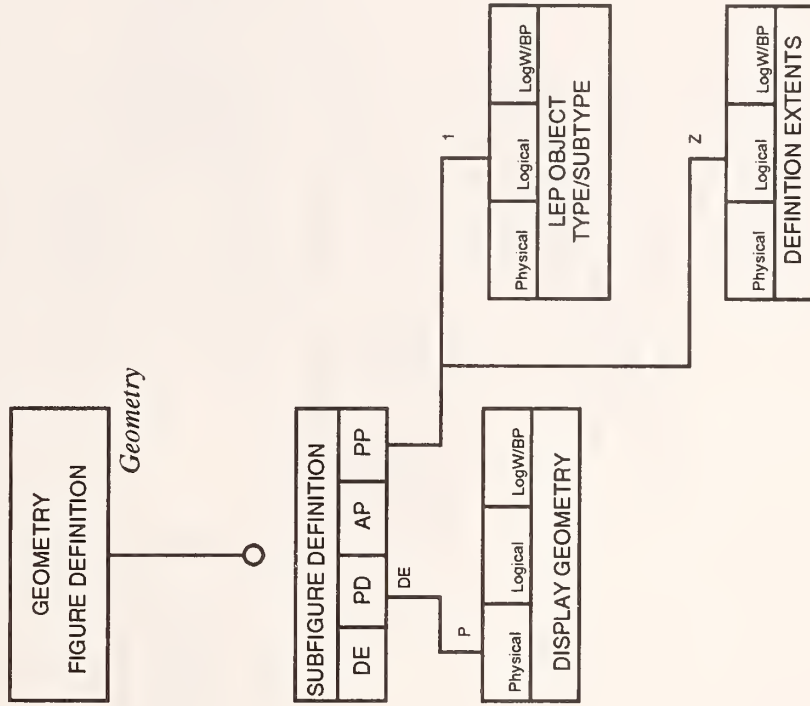 GEOMETRY
FIGURE DEFINITION
Geometry
SUBFIGURE DEFINITION
DE PD AP PP
DE
P
Physical Logical LogW/BP
DISPLAY GEOMETRY
1
Physical Logical LogW/BP
LEP OBJECT
TYPE/SUBTYPE
Z
Physical Logical LogW/BP
DEFINITION EXTENTS